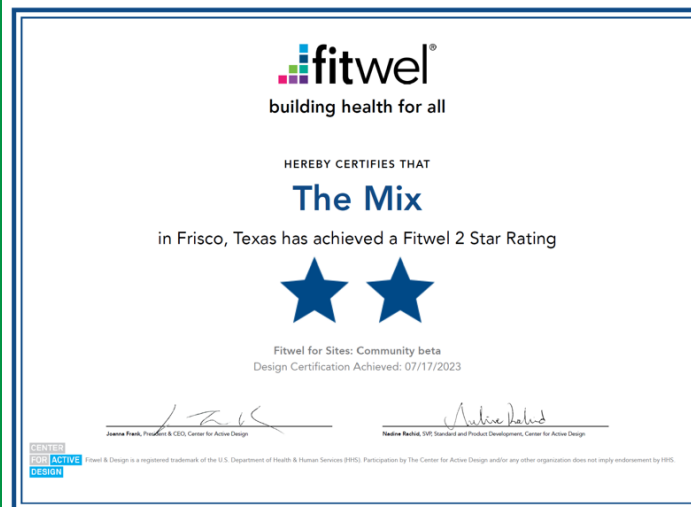 fitwel®
building health for all
HEREBY CERTIFIES THAT
The Mix
in Frisco, Texas has achieved a Fitwel 2 Star Rating
Fitwel for Sites: Community beta
Design Certification Achieved: 07/17/2023
Joanna Frank, President & CEO, Center for Active Design
Nadine Rachid, SVP, Standard and Product Development, Center for Active Design
CENTER
FOR ACTIVE
DESIGN
Fitwel & Design is a registered trademark of the U.S. Department of Health & Human Services (HHS). Participation by The Center for Active Design and/or any other organization does not imply endorsement by HHS.